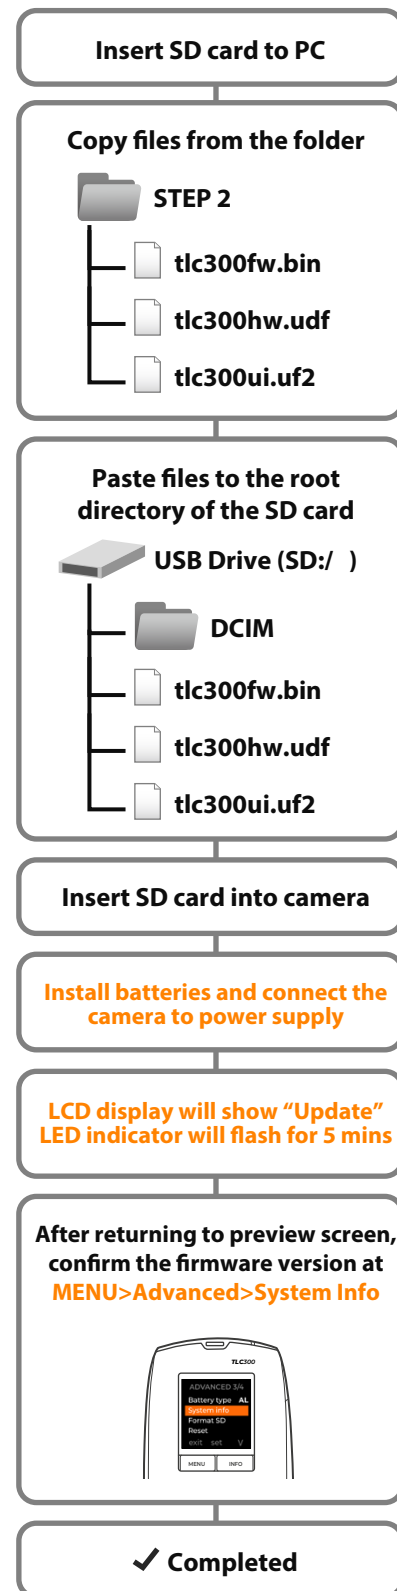 Insert SD card to PC
Copy files from the folder
STEP 2
tlc300fw.bin
tlc300hw.udf
tlc300ui.uf2
Paste files to the root
directory of the SD card
USB Drive (SD:/ )
DCIM
tlc300fw.bin
tlc300hw.udf
tlc300ui.uf2
Insert SD card into camera
Install batteries and connect the
camera to power supply
LCD display will show “Update”
LED indicator will flash for 5 mins
After returning to preview screen,
confirm the firmware version at
MENU>Advanced>System Info
TLC300
ADVANCED 3/4
Battery type AL
System info
Format SD
Reset
exit set V
MENU INFO
Completed